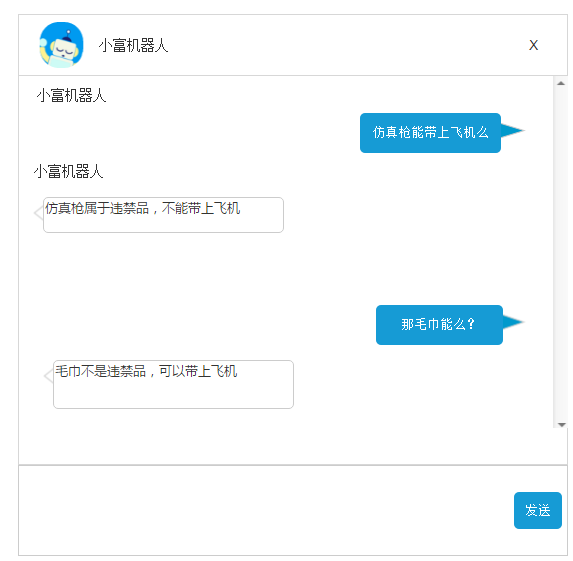 小富机器人
X
小富机器人
仿真枪能带上飞机么
小富机器人
仿真枪属于违禁品，不能带上飞机
那毛巾能么?
毛巾不是违禁品，可以带上飞机
发送